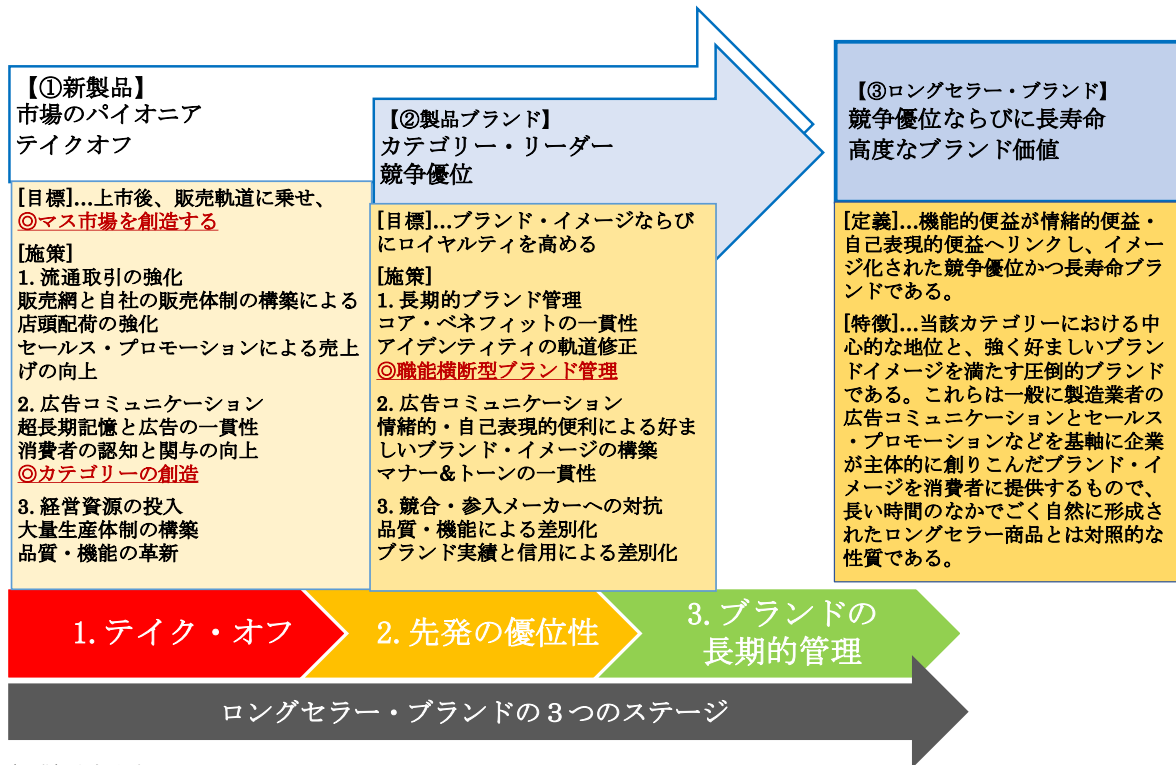 【①新製品】
市場のパイオニア
テイクオフ
[目標]…上市後、販売軌道に乗せ、
◎マス市場を創造する
[施策]
1. 流通取引の強化
販売網と自社の販売体制の構築による
店頭配荷の強化
セールス・プロモーションによる売上
げの向上
2. 広告コミュニケーション
超長期記憶と広告の一貫性
消費者の認知と関与の向上
◎カテゴリーの創造
3. 経営資源の投入
大量生産体制の構築
品質・機能の革新
【②製品ブランド】
カテゴリー・リーダー
競争優位
[目標]…ブランド・イメージならび
にロイヤルティを高める
[施策]
1. 長期的ブランド管理
コア・ベネフィットの一貫性
アイデンティティの軌道修正
◎職能横断型ブランド管理
2. 広告コミュニケーション
情緒的・自己表現的便利による好ま
しいブランド・イメージの構築
マナー&トーンの一貫性
3. 競合・参入メーカーへの対抗
品質・機能による差別化
ブランド実績と信用による差別化
【③ロングセラー・ブランド】
競争優位ならびに長寿命
高度なブランド価値
[定義]…機能的便益が情緒的便益・
自己表現的便益へリンクし、イメー
ジ化された競争優位かつ長寿命ブラ
ンドである。
[特徴]…当該カテゴリーにおける中
心的な地位と、強く好ましいブラン
ドイメージを満たす圧倒的ブランド
である。これらは一般に製造業者の
広告コミュニケーションとセールス
・プロモーションなどを基軸に企業
が主体的に創りこんだブランド・イ
メージを消費者に提供するもので、
長い時間のなかでごく自然に形成さ
れたロングセラー商品とは対照的な
性質である。
1. テイク・オフ
2. 先発の優位性
3. ブランドの
長期的管理
ロングセラー・ブランドの３つのステージ